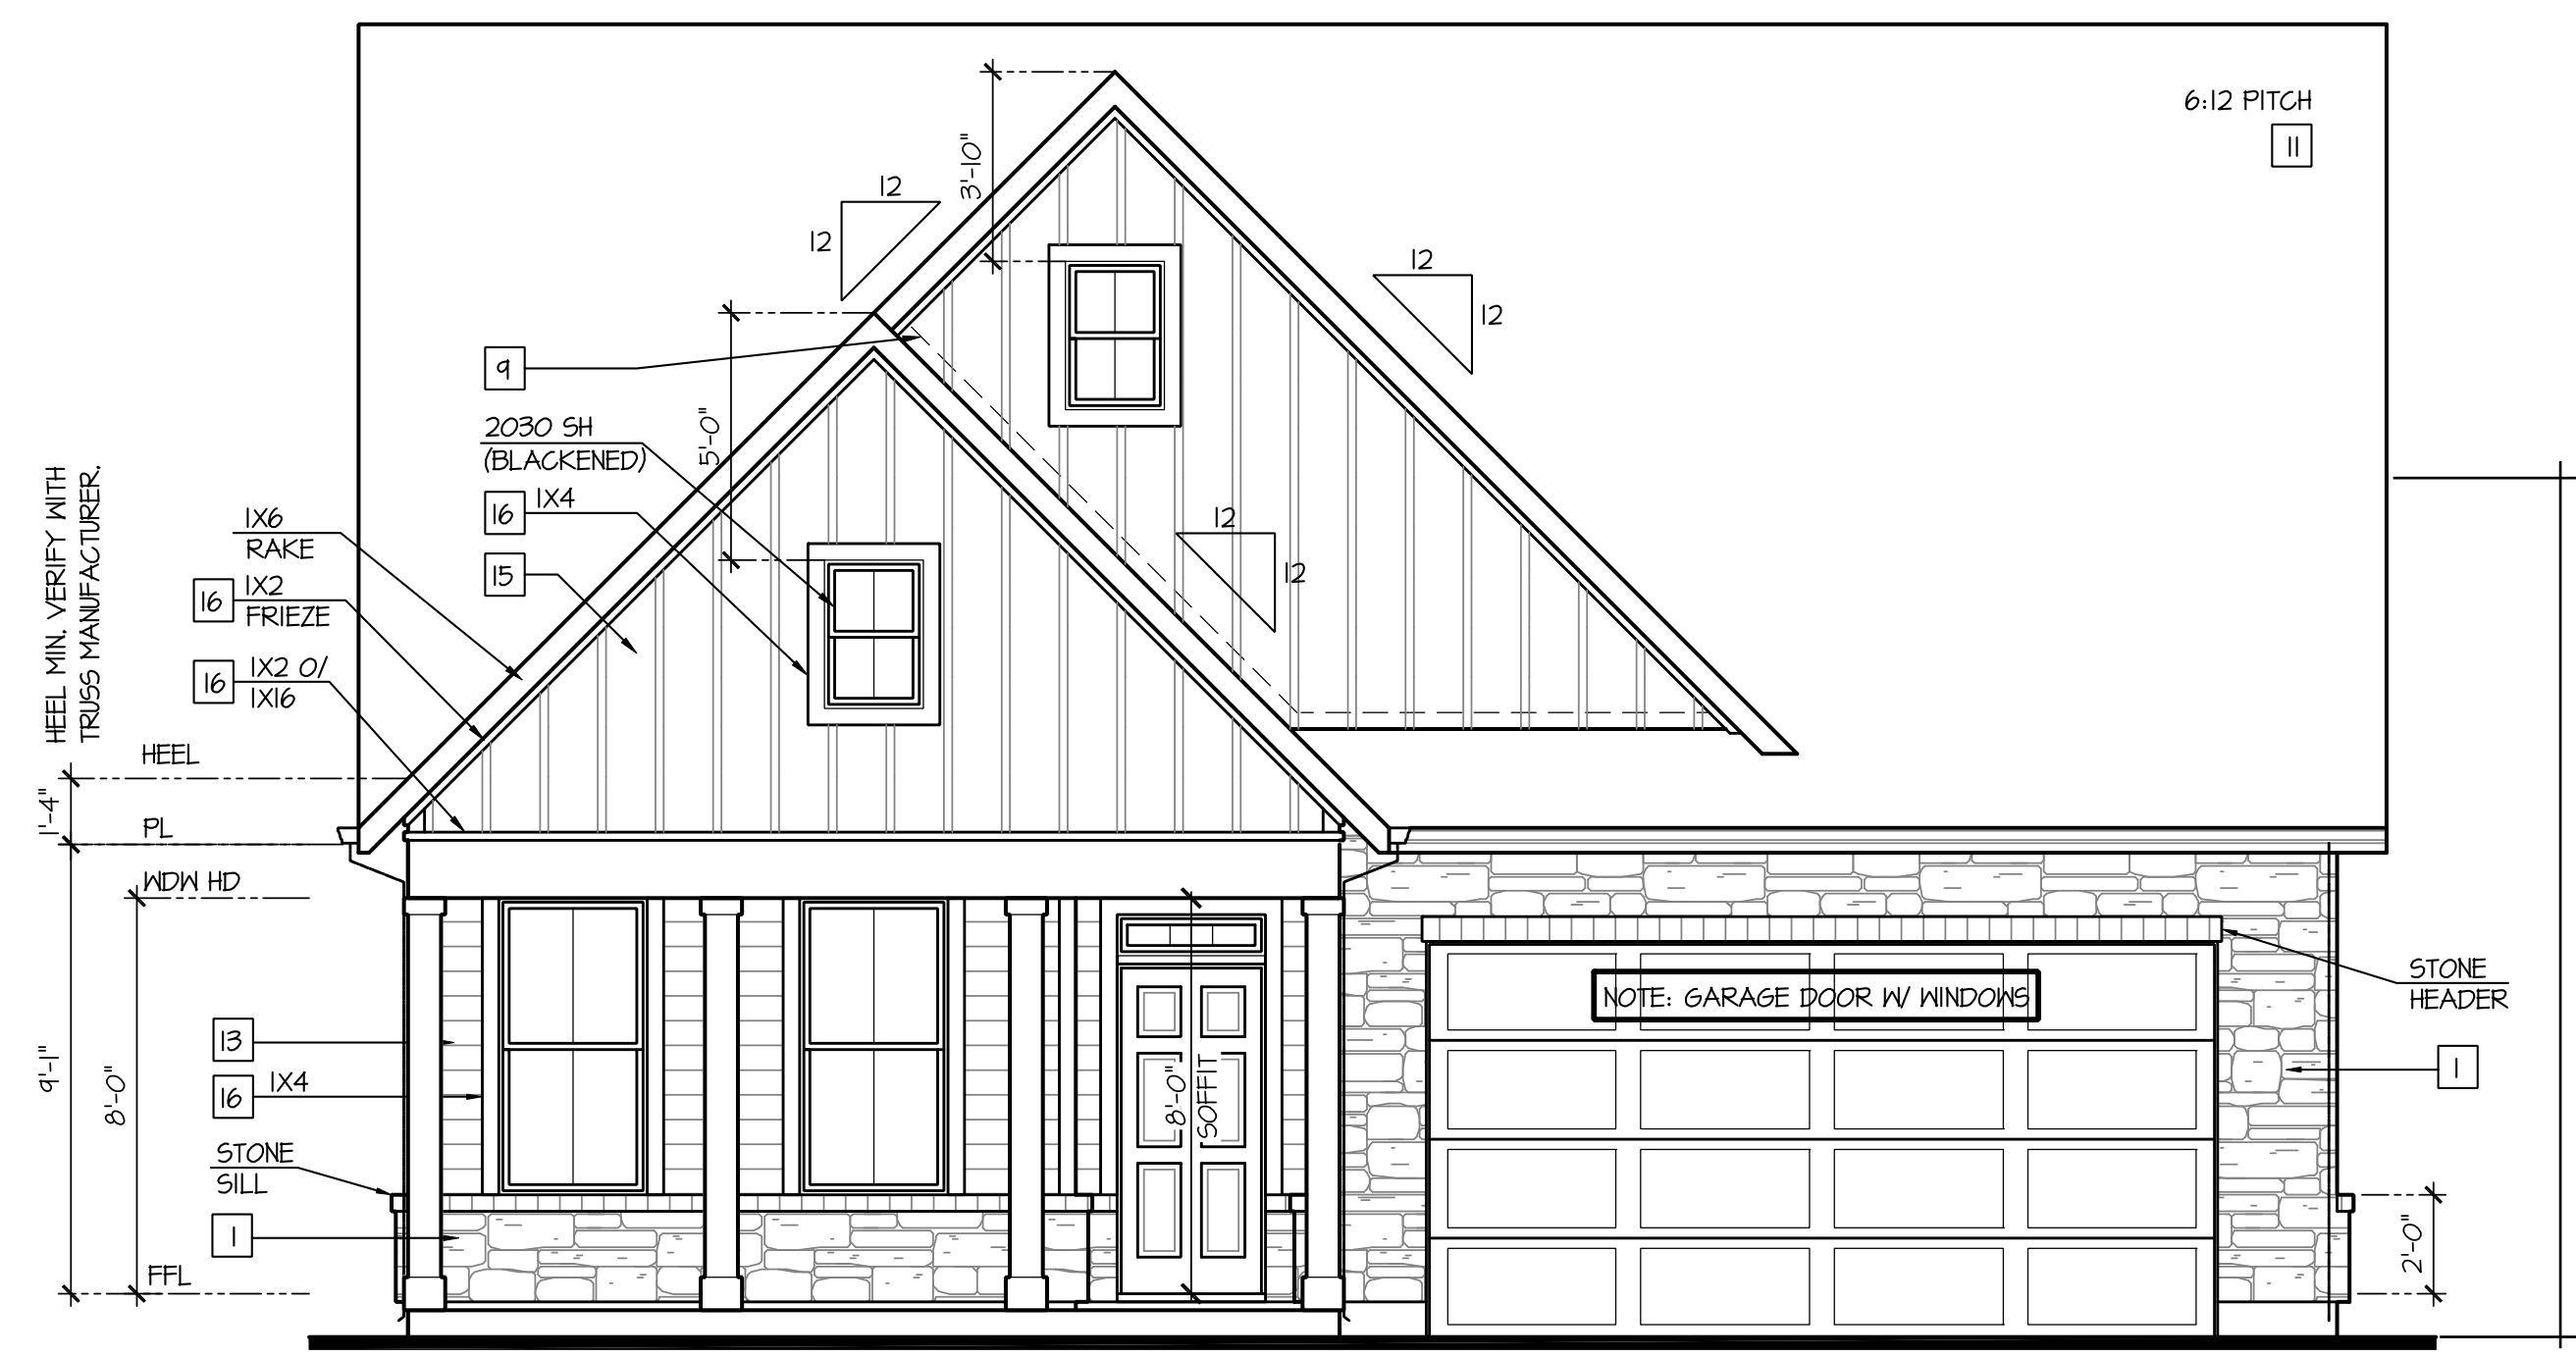 6:12 PITCH
11
3'-10"
12
12
12
12
9
2030 SH
(BLACKENED)
5'-0"
16 1X4
15
12
12
HEEL MIN. VERIFY WITH
TRUSS MANUFACTURER.
1X6
RAKE
16 1X2
FRIEZE
16 1X2 O/
1X16
HEEL
1'-4"
PL
WDW HD
9'-1"
8'-0"
13
16 1X4
STONE
SILL
1
FFL
8'-0"
SOFFIT
NOTE: GARAGE DOOR W/ WINDOWS
STONE
HEADER
1
2'-0"